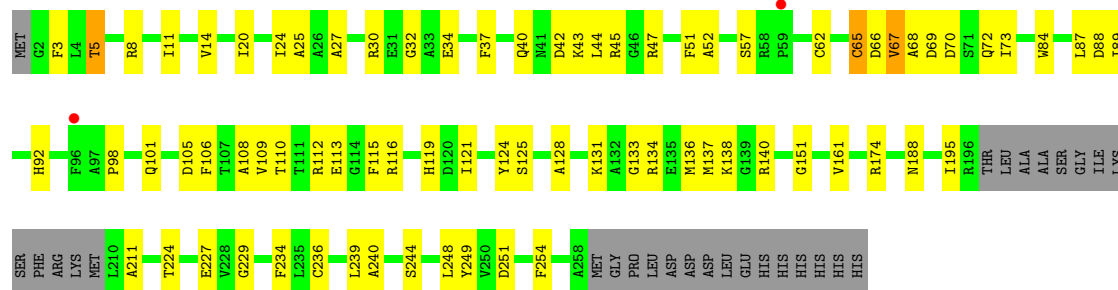 MET G2 F3 L4 T5 R8 I11 V14 I20 I24 A25 A26 A27 R30 E31 G32 A33 E34 F37 Q40 N41 D42 K43 L44 R45 G46 R47 F51 A52 S57 R58 P59 C62 C65 D66 V67 A68 D69 D70 S71 Q72 I73 W84 L87 D88
H92 F96 A97 P98 Q101 D105 F106 T107 A108 V109 T110 T111 R112 E113 G114 F115 R116 H119 D120 I121 Y124 S125 A128 K131 A132 G133 R134 E135 M136 M137 K138 G139 R140 G151 V161 R174 N188 I195 R196 THR LEU ALA ALA SER GLY ILE LYS
SER PHE ARG LYS MET L210 A211 T224 E227 V228 G229 F234 L235 C236 L239 A240 S244 L248 Y249 V250 D251 F254 A258 MET GLY PRO LEU ASP ASP ASP LEU GLU HIS HIS HIS HIS HIS HIS